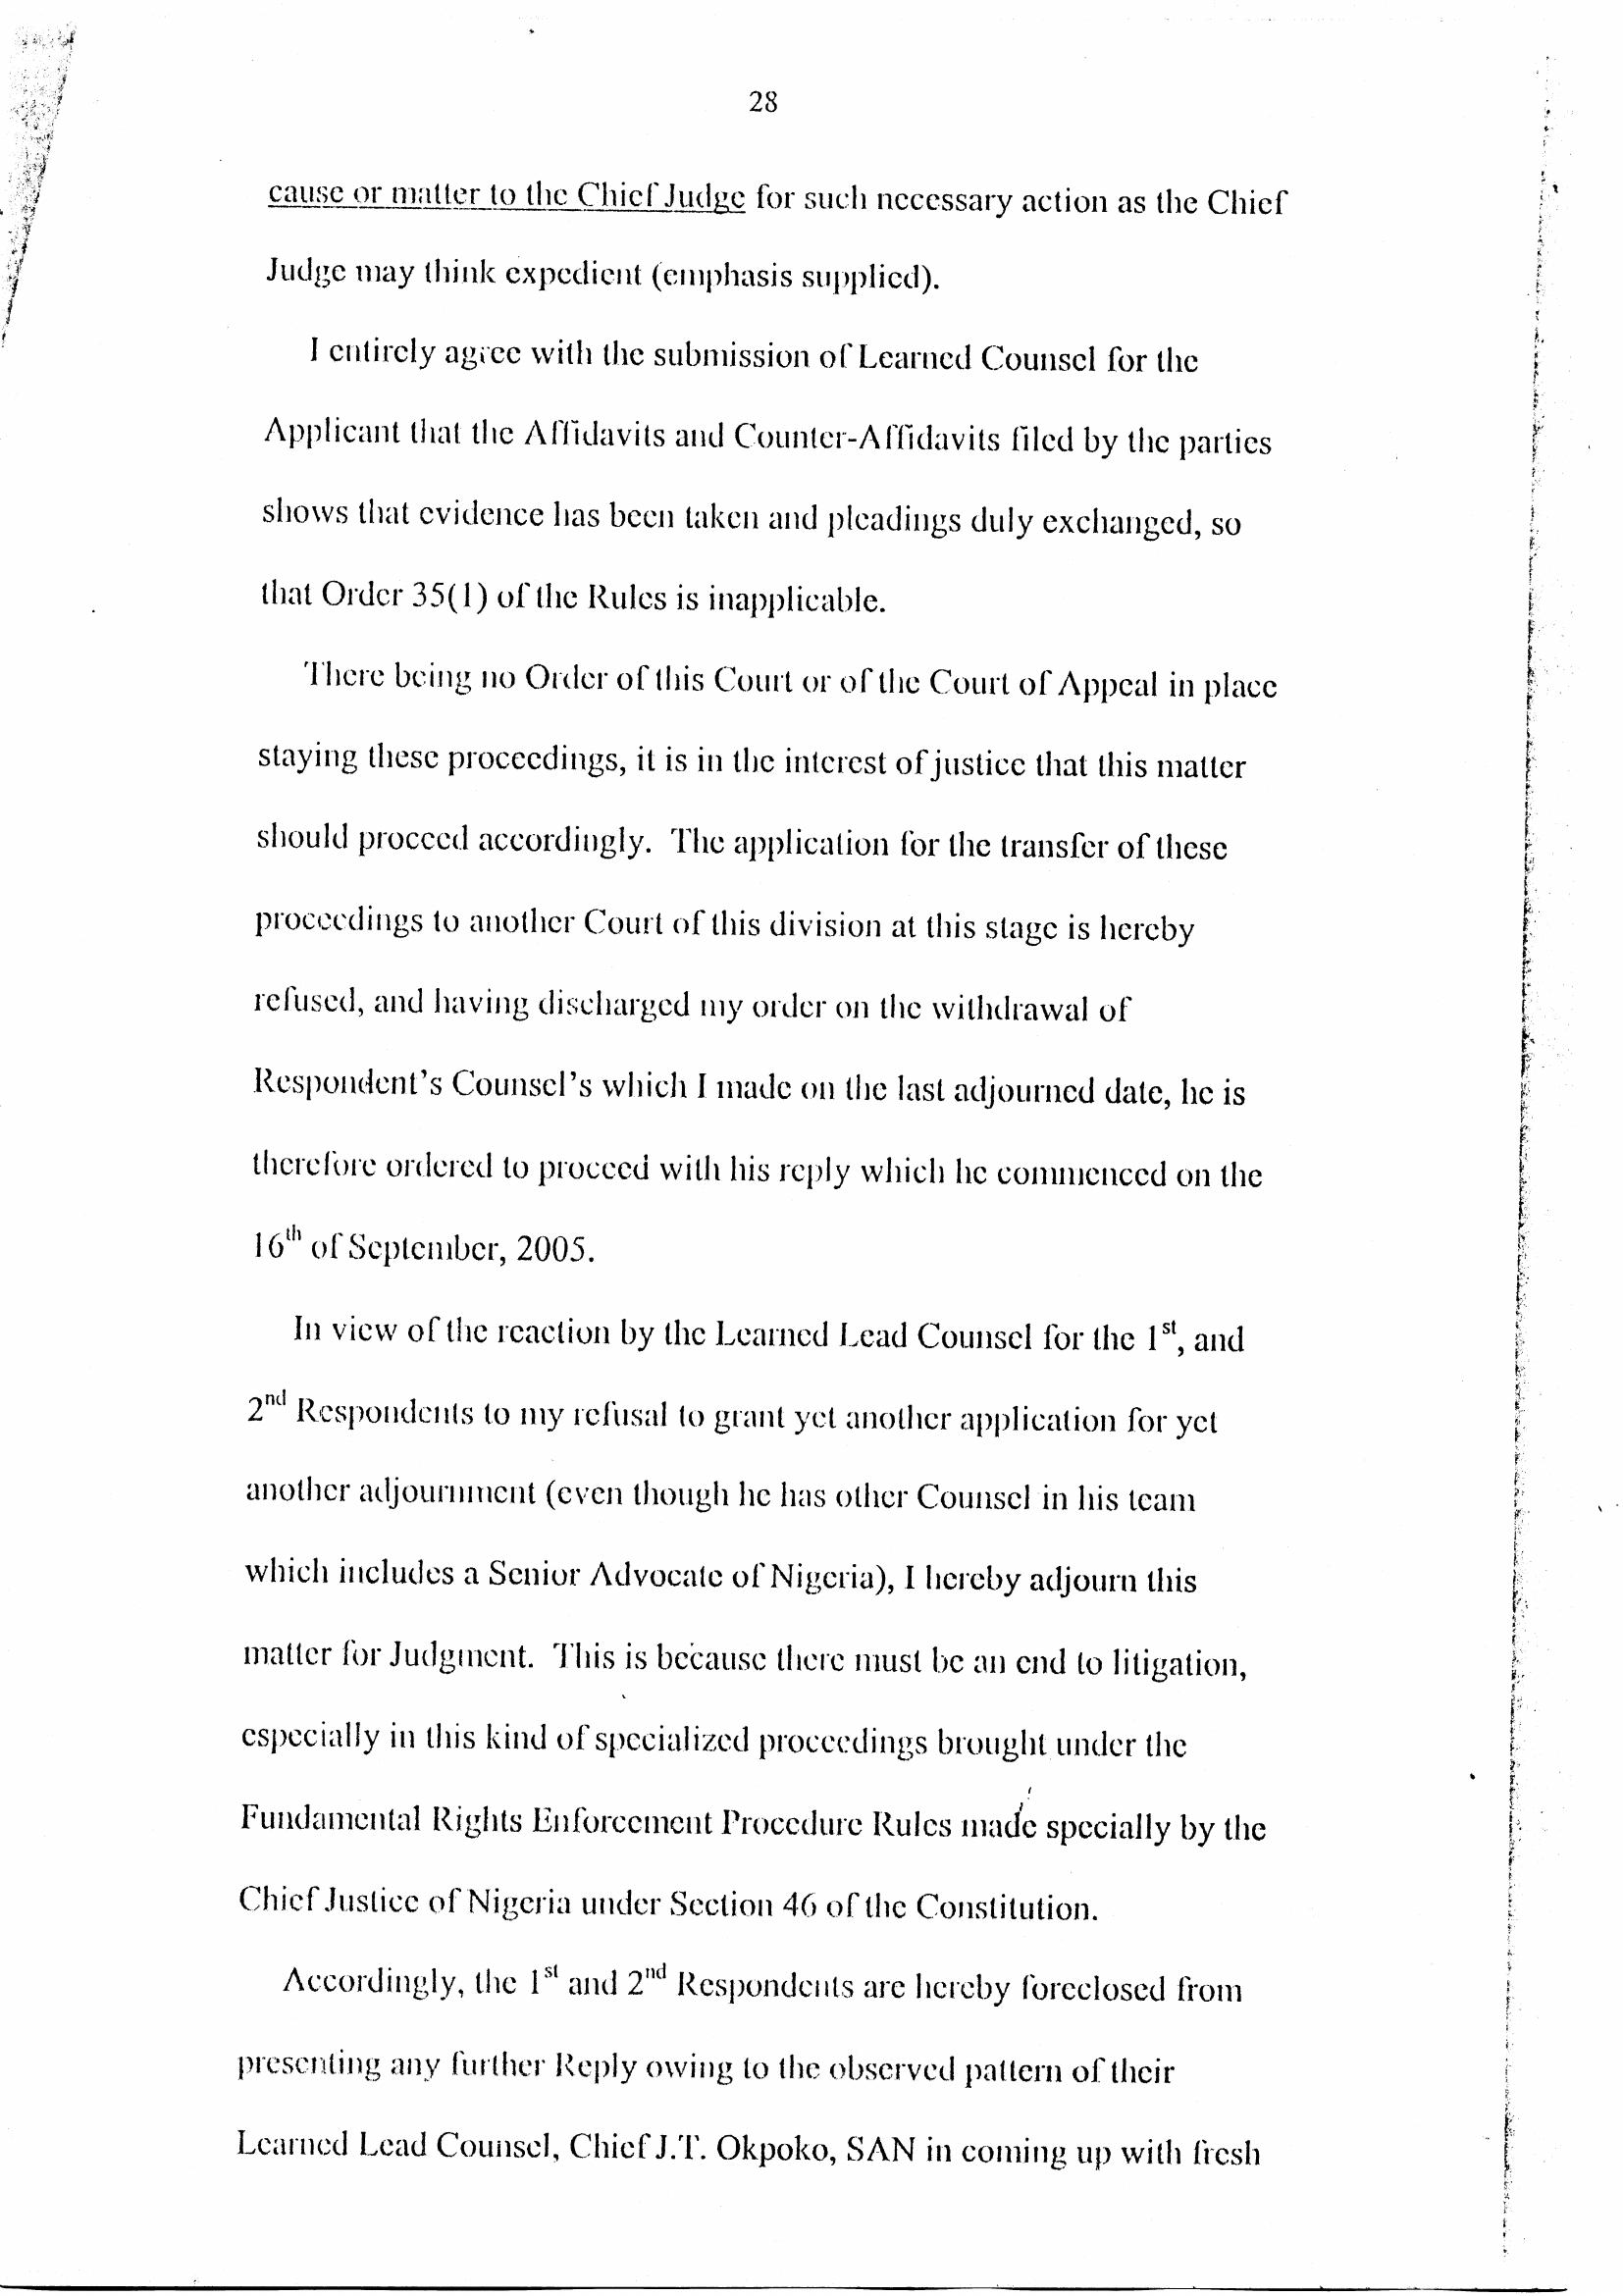 28
cause or matter to the Chief Judge for such necessary action as the Chief
Judge may think expedient (emphasis supplied).
I entirely agree with the submission of Learned Counsel for the
Applicant that the Affidavits and Counter-Affidavits filed by the parties
shows that evidence has been taken and pleadings duly exchanged, so
that Order 35(1) of the Rules is inapplicable.
There being no Order of this Court or of the Court of Appeal in place
staying these proceedings, it is in the interest of justice that this matter
should proceed accordingly. The application for the transfer of these
proceedings to another Court of this division at this stage is hereby
refused, and having discharged my order on the withdrawal of
Respondent's Counsel's which I made on the last adjourned date, he is
therefore ordered to proceed with his reply which he commenced on the
16th of September, 2005.
In view of the reaction by the Learned Lead Counsel for the 1st, and
2nd Respondents to my refusal to grant yet another application for yet
another adjournment (even though he has other Counsel in his team
which includes a Senior Advocate of Nigeria), I hereby adjourn this
matter for Judgment. This is because there must be an end to litigation,
especially in this kind of specialized proceedings brought under the
Fundamental Rights Enforcement Procedure Rules made specially by the
Chief Justice of Nigeria under Section 46 of the Constitution.
Accordingly, the 1st and 2nd Respondents are hereby foreclosed from
presenting any further Reply owing to the observed pattern of their
Learned Lead Counsel, Chief J.T. Okpoko, SAN in coming up with fresh